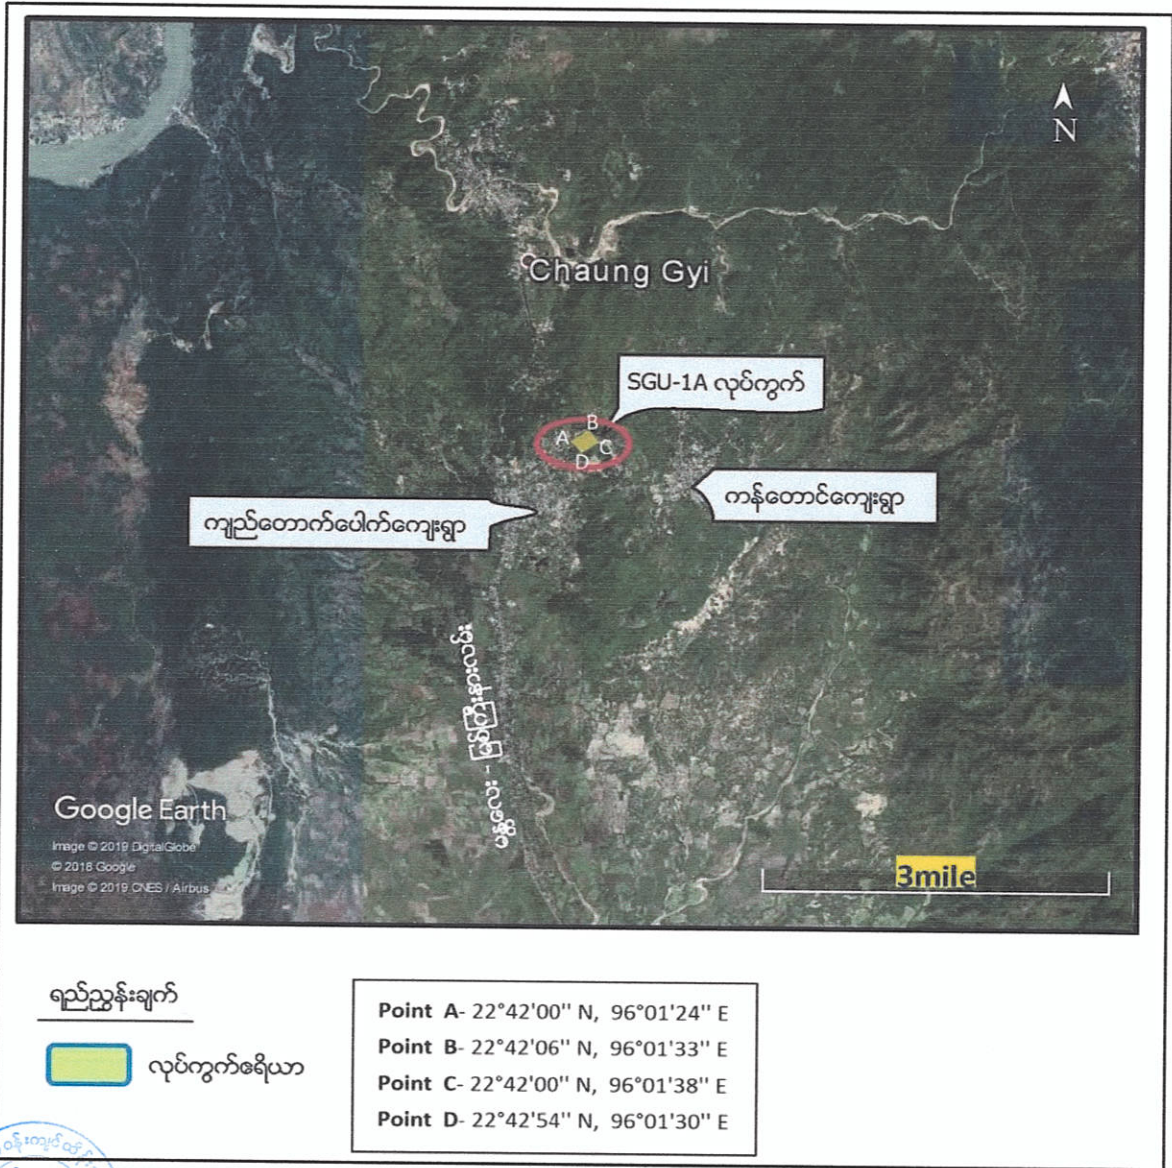 N
Chaung Gyi
SGU-1A လုပ်ကွက်
B
A
C
D
ကန်တောင်ကျေးရွာ
ကျည်တောက်ပေါက်ကျေးရွာ
မန္တလေး - မြစ်ကြီးနားလမ်း
Google Earth
Image © 2019 DigitalGlobe
© 2018 Google
Image © 2019 CNES / Airbus
3mile
ရည်ညွှန်းချက်
လုပ်ကွက်ဧရိယာ
Point A- 22°42'00'' N, 96°01'24'' E
Point B- 22°42'06'' N, 96°01'33'' E
Point C- 22°42'00'' N, 96°01'38'' E
Point D- 22°42'54'' N, 96°01'30'' E